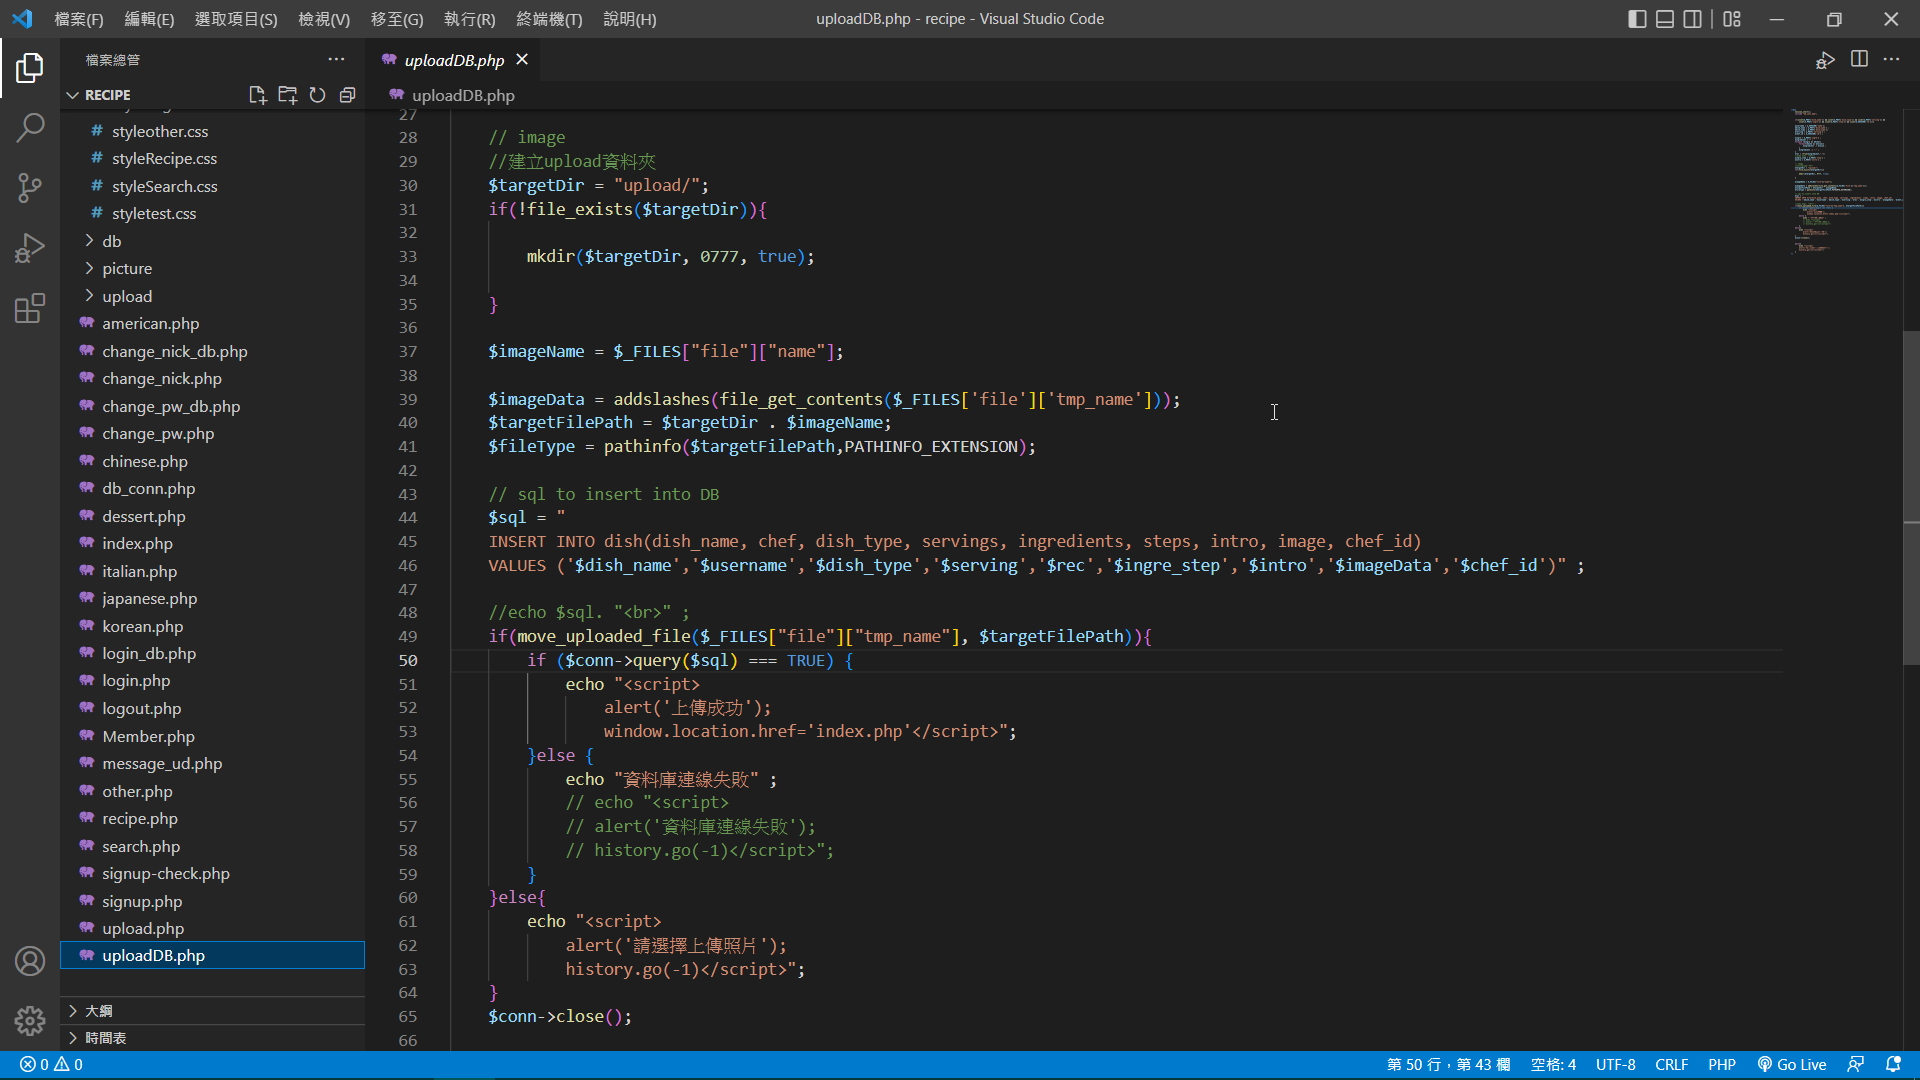 檔案(F) 編輯(E) 選取項目(S) 檢視(V) 移至(G) 執行(R) 終端機(T) 說明(H)
uploadDB.php - recipe - Visual Studio Code
檔案總管
RECIPE
styleother.css
styleRecipe.css
styleSearch.css
styletest.css
db
picture
upload
american.php
change_nick_db.php
change_nick.php
change_pw_db.php
change_pw.php
chinese.php
db_conn.php
dessert.php
index.php
italian.php
japanese.php
korean.php
login_db.php
login.php
logout.php
Member.php
message_ud.php
other.php
recipe.php
search.php
signup-check.php
signup.php
upload.php
uploadDB.php
大綱
時間表
uploadDB.php
uploadDB.php
27
28 // image
29 //建立upload資料夾
30 $targetDir = "upload/";
31 if(!file_exists($targetDir)){
32
33 mkdir($targetDir, 0777, true);
34
35 }
36
37 $imageName = $_FILES["file"]["name"];
38
39 $imageData = addslashes(file_get_contents($_FILES['file']['tmp_name']));
40 $targetFilePath = $targetDir . $imageName;
41 $fileType = pathinfo($targetFilePath,PATHINFO_EXTENSION);
42
43 // sql to insert into DB
44 $sql = "
45 INSERT INTO dish(dish_name, chef, dish_type, servings, ingredients, steps, intro, image, chef_id)
46 VALUES ('$dish_name','$username','$dish_type','$serving','$rec','$ingre_step','$intro','$imageData','$chef_id')" ;
47
48 //echo $sql. "<br>" ;
49 if(move_uploaded_file($_FILES["file"]["tmp_name"], $targetFilePath)){
50 if ($conn->query($sql) === TRUE) {
51 echo "<script>
52 alert('上傳成功');
53 window.location.href='index.php'</script>";
54 }else {
55 echo "資料庫連線失敗" ;
56 // echo "<script>
57 // alert('資料庫連線失敗');
58 // history.go(-1)</script>";
59 }
60 }else{
61 echo "<script>
62 alert('請選擇上傳照片');
63 history.go(-1)</script>";
64 }
65 $conn->close();
66
0 0
第 50 行，第 43 欄 空格: 4 UTF-8 CRLF PHP Go Live